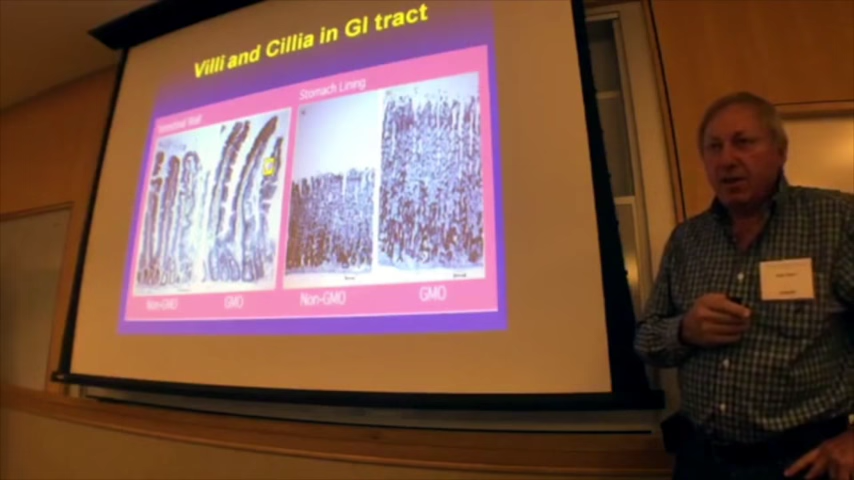 Villi and Cillia in GI tract
Intestinal Wall
Stomach Lining
Non-GMO
GMO
Non-GMO
GMO